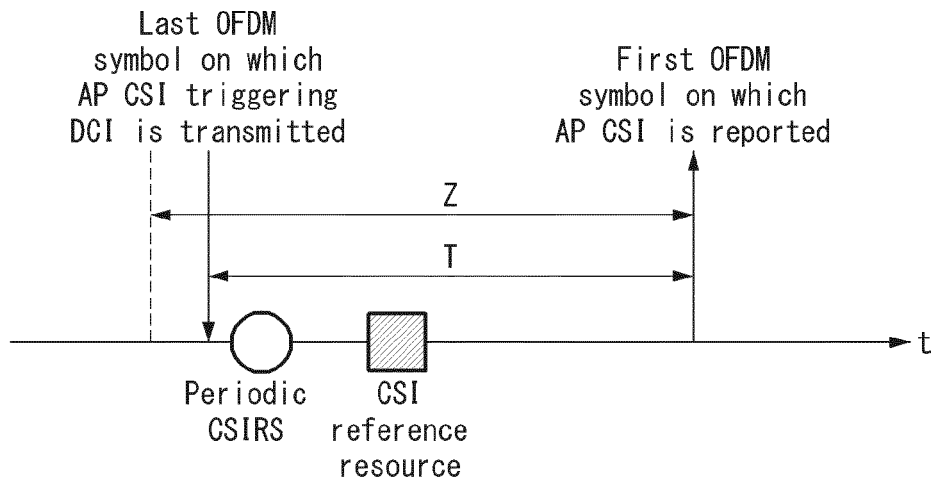 Last OFDM
symbol on which
AP CSI triggering
DCI is transmitted
First OFDM
symbol on which
AP CSI is reported
Z
T
t
Periodic
CSIRS
CSI
reference
resource